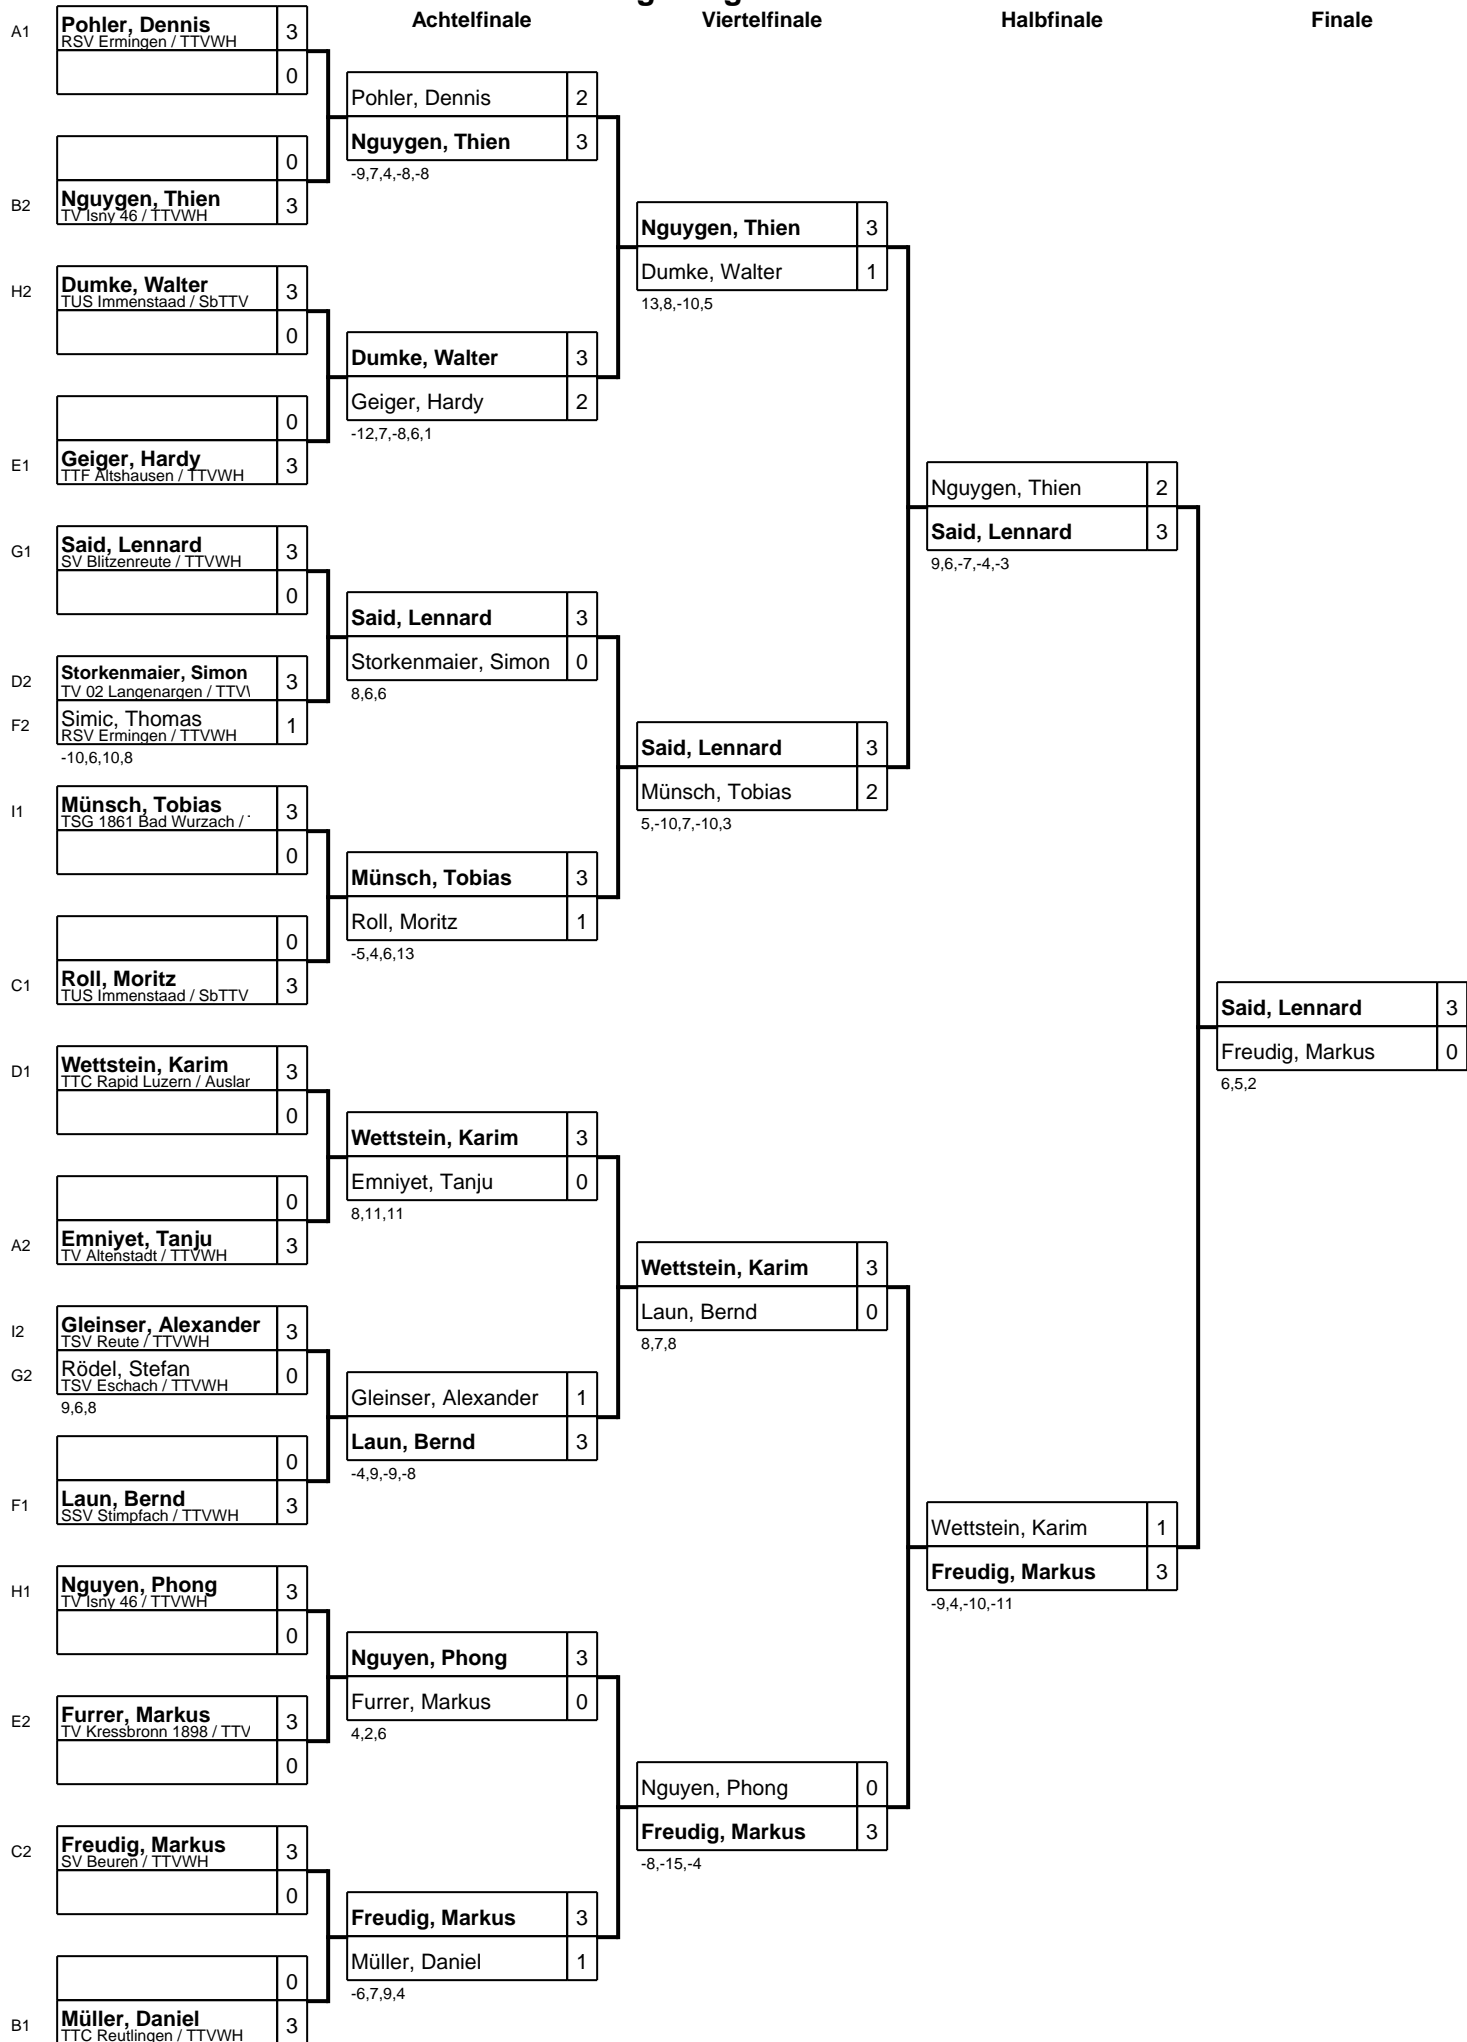 Achtelfinale
Viertelfinale
Halbfinale
Finale
A1
Pohler, Dennis
3
RSV Ermingen / TTVWH
0
0
B2
Nguygen, Thien
3
TV Isny 46 / TTVWH
H2
Dumke, Walter
3
TUS Immenstaad / SbTTV
0
0
E1
Geiger, Hardy
3
TTF Altshausen / TTVWH
G1
Said, Lennard
3
SV Blitzenreute / TTVWH
0
D2
Storkenmaier, Simon
3
TV 02 Langenargen /
F2
Simic, Thomas
1
RSV Ermingen / TTVWH
-10,6,10,8
I1
Münsch, Tobias
3
TSG 1861 Bad Wurzach /
0
0
C1
Roll, Moritz
3
TUS Immenstaad / SbTTV
D1
Wettstein, Karim
3
TTC Rapid Luzern / Auslar
0
0
A2
Emniyet, Tanju
3
TV Altenstadt / TTVWH
I2
Gleinser, Alexander
3
TSV Reute / TTVWH
G2
Rödel, Stefan
0
TSV Eschach / TTVWH
9,6,8
0
F1
Laun, Bernd
3
SSV Stimpfach / TTVWH
H1
Nguyen, Phong
3
TV Isny 46 / TTVWH
0
E2
Furrer, Markus
3
TV Kressbronn 1898 / TTV
0
C2
Freudig, Markus
3
SV Beuren / TTVWH
0
0
B1
Müller, Daniel
3
TTC Reutlingen / TTVWH
Pohler, Dennis 2
Nguygen, Thien 3
-9,7,4,-8,-8
Dumke, Walter 3
Geiger, Hardy 2
-12,7,-8,6,1
Said, Lennard 3
Storkenmaier, Simon 0
8,6,6
Münsch, Tobias 3
Roll, Moritz 1
-5,4,6,13
Wettstein, Karim 3
Emniyet, Tanju 0
8,11,11
Gleinser, Alexander 1
Laun, Bernd 3
-4,9,-9,-8
Nguyen, Phong 3
Furrer, Markus 0
4,2,6
Freudig, Markus 3
Müller, Daniel 1
-6,7,9,4
Nguygen, Thien 3
Dumke, Walter 1
13,8,-10,5
Said, Lennard 3
Münsch, Tobias 2
5,-10,7,-10,3
Wettstein, Karim 3
Laun, Bernd 0
8,7,8
Nguyen, Phong 0
Freudig, Markus 3
-8,-15,-4
Nguygen, Thien 2
Said, Lennard 3
9,6,-7,-4,-3
Wettstein, Karim 1
Freudig, Markus 3
-9,4,-10,-11
Said, Lennard 3
Freudig, Markus 0
6,5,2